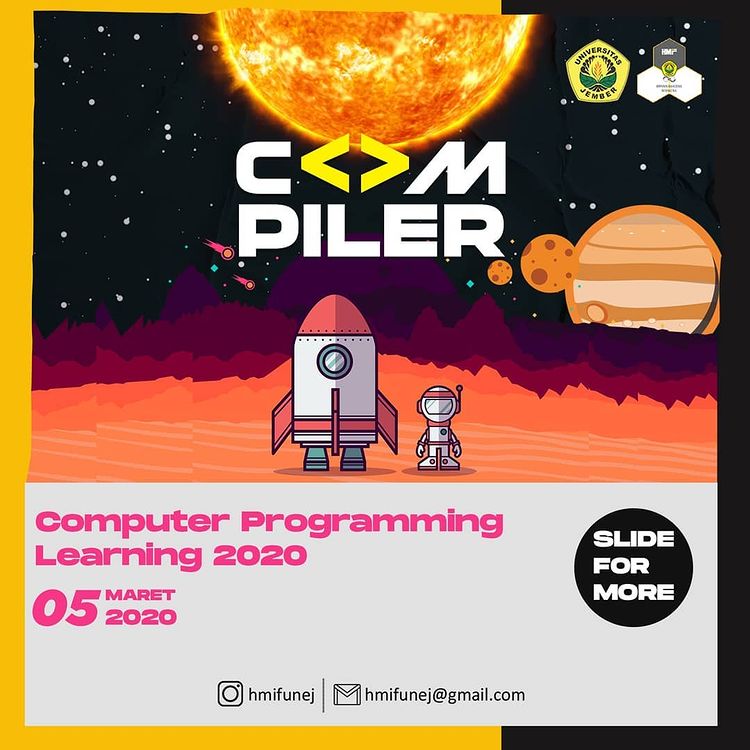 UNIVERSITAS
JEMBER
HMIF
C<>M
PILER
Computer Programming
Learning 2020
05 MARET
2020
SLIDE
FOR
MORE
hmifunej | hmifunej@gmail.com